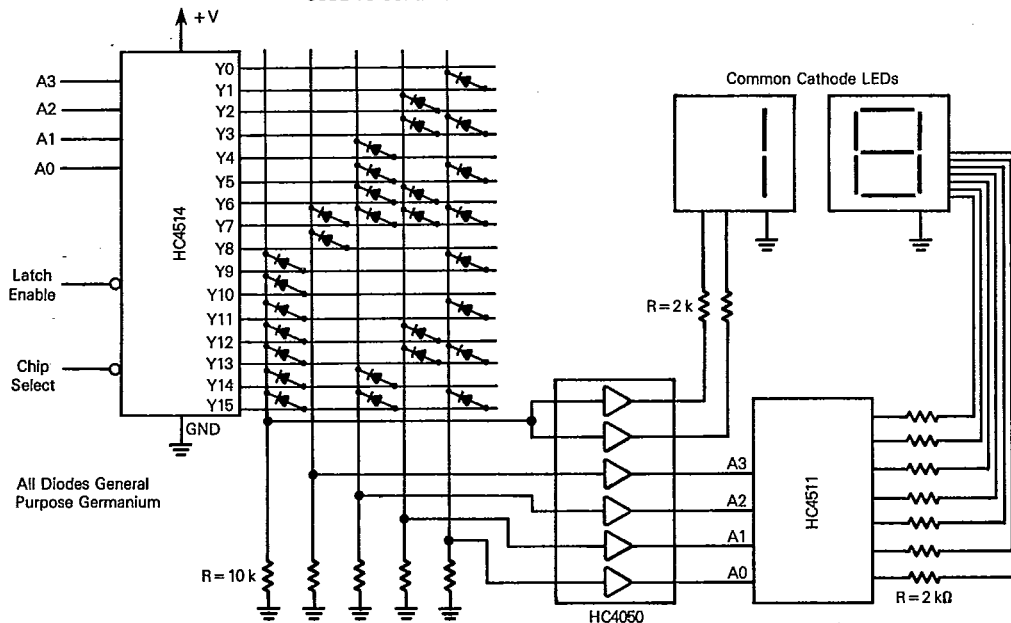 +V
A3
A2
A1
A0
Latch
Enable
Chip
Select
HC4514
Y0
Y1
Y2
Y3
Y4
Y5
Y6
Y7
Y8
Y9
Y10
Y11
Y12
Y13
Y14
Y15
GND
All Diodes General
Purpose Germanium
R=10 k
Common Cathode LEDs
R=2 k
HC4050
A3
A2
A1
A0
HC4511
R=2 kΩ